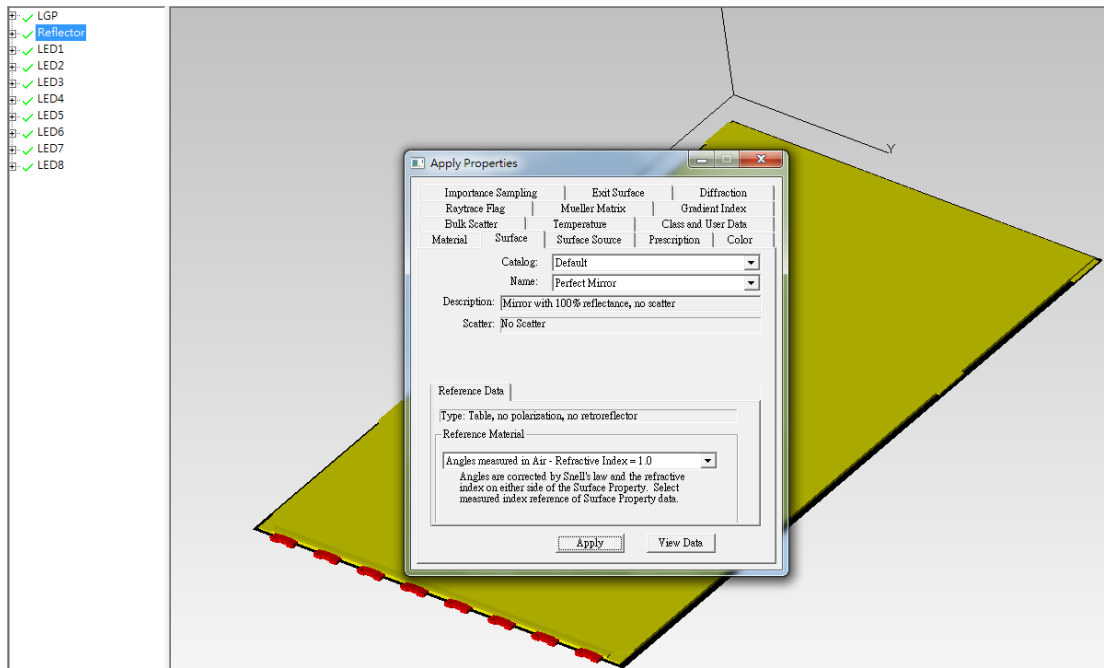 LGP
Reflector
LED1
LED2
LED3
LED4
LED5
LED6
LED7
LED8
Y
Apply Properties
Importance Sampling Exit Surface Diffraction
Raytrace Flag Mueller Matrix Gradient Index
Bulk Scatter Temperature Class and User Data
Material Surface Surface Source Prescription Color
Catalog: Default
Name: Perfect Mirror
Description: Mirror with 100% reflectance, no scatter
Scatter: No Scatter
Reference Data
Type: Table, no polarization, no retroreflector
Reference Material
Angles measured in Air - Refractive Index = 1.0
Angles are corrected by Snell's law and the refractive
index on either side of the Surface Property. Select
measured index reference of Surface Property data.
Apply View Data